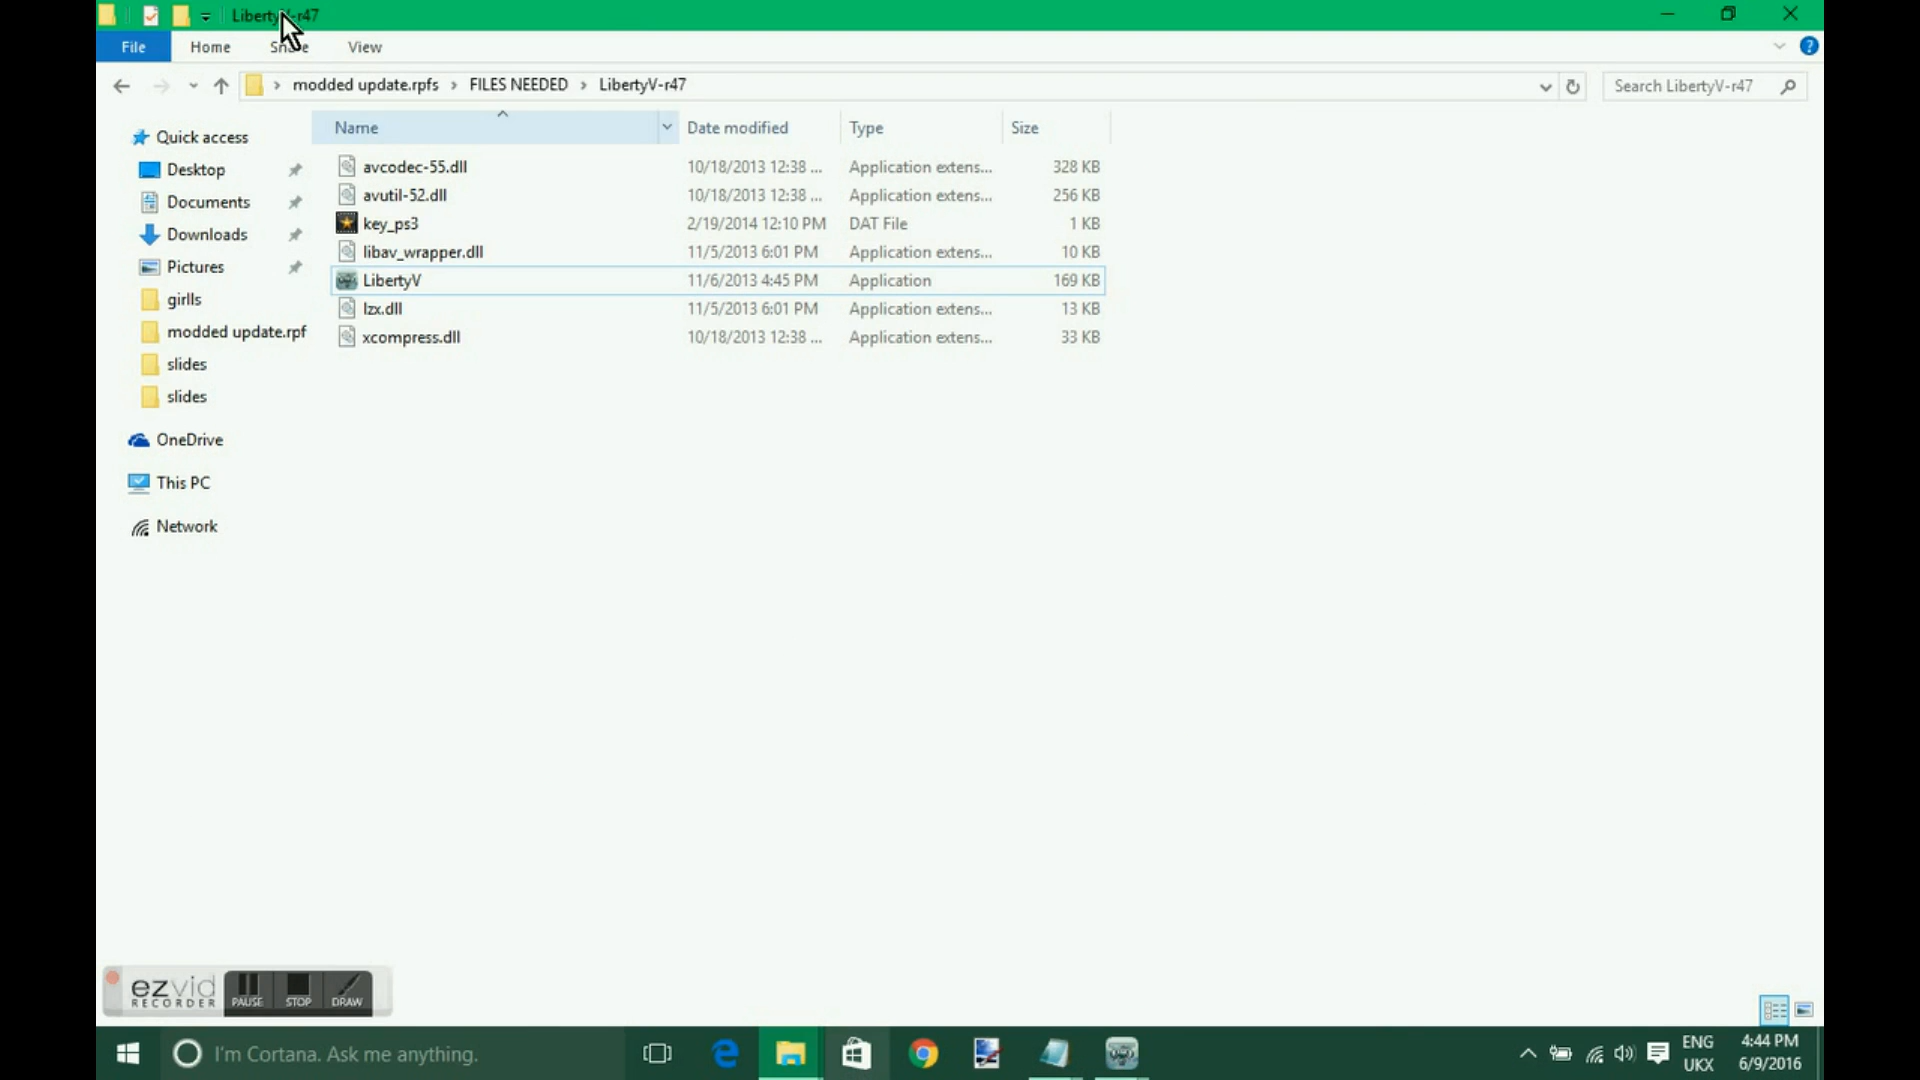 LibertyV-r47
File Home Share View
modded update.rpfs > FILES NEEDED > LibertyV-r47
Search LibertyV-r47
Name Date modified Type Size
Quick access
Desktop
Documents
Downloads
Pictures
girlls
modded update.rpf
slides
slides
OneDrive
This PC
Network
avcodec-55.dll 10/18/2013 12:38 ... Application extens... 328 KB
avutil-52.dll 10/18/2013 12:38 ... Application extens... 256 KB
key_ps3 2/19/2014 12:10 PM DAT File 1 KB
libav_wrapper.dll 11/5/2013 6:01 PM Application extens... 10 KB
LibertyV 11/6/2013 4:45 PM Application 169 KB
lzx.dll 11/5/2013 6:01 PM Application extens... 13 KB
xcompress.dll 10/18/2013 12:38 ... Application extens... 33 KB
ezvid
RECORDER
PAUSE STOP DRAW
I'm Cortana. Ask me anything.
ENG
UKX
4:44 PM
6/9/2016